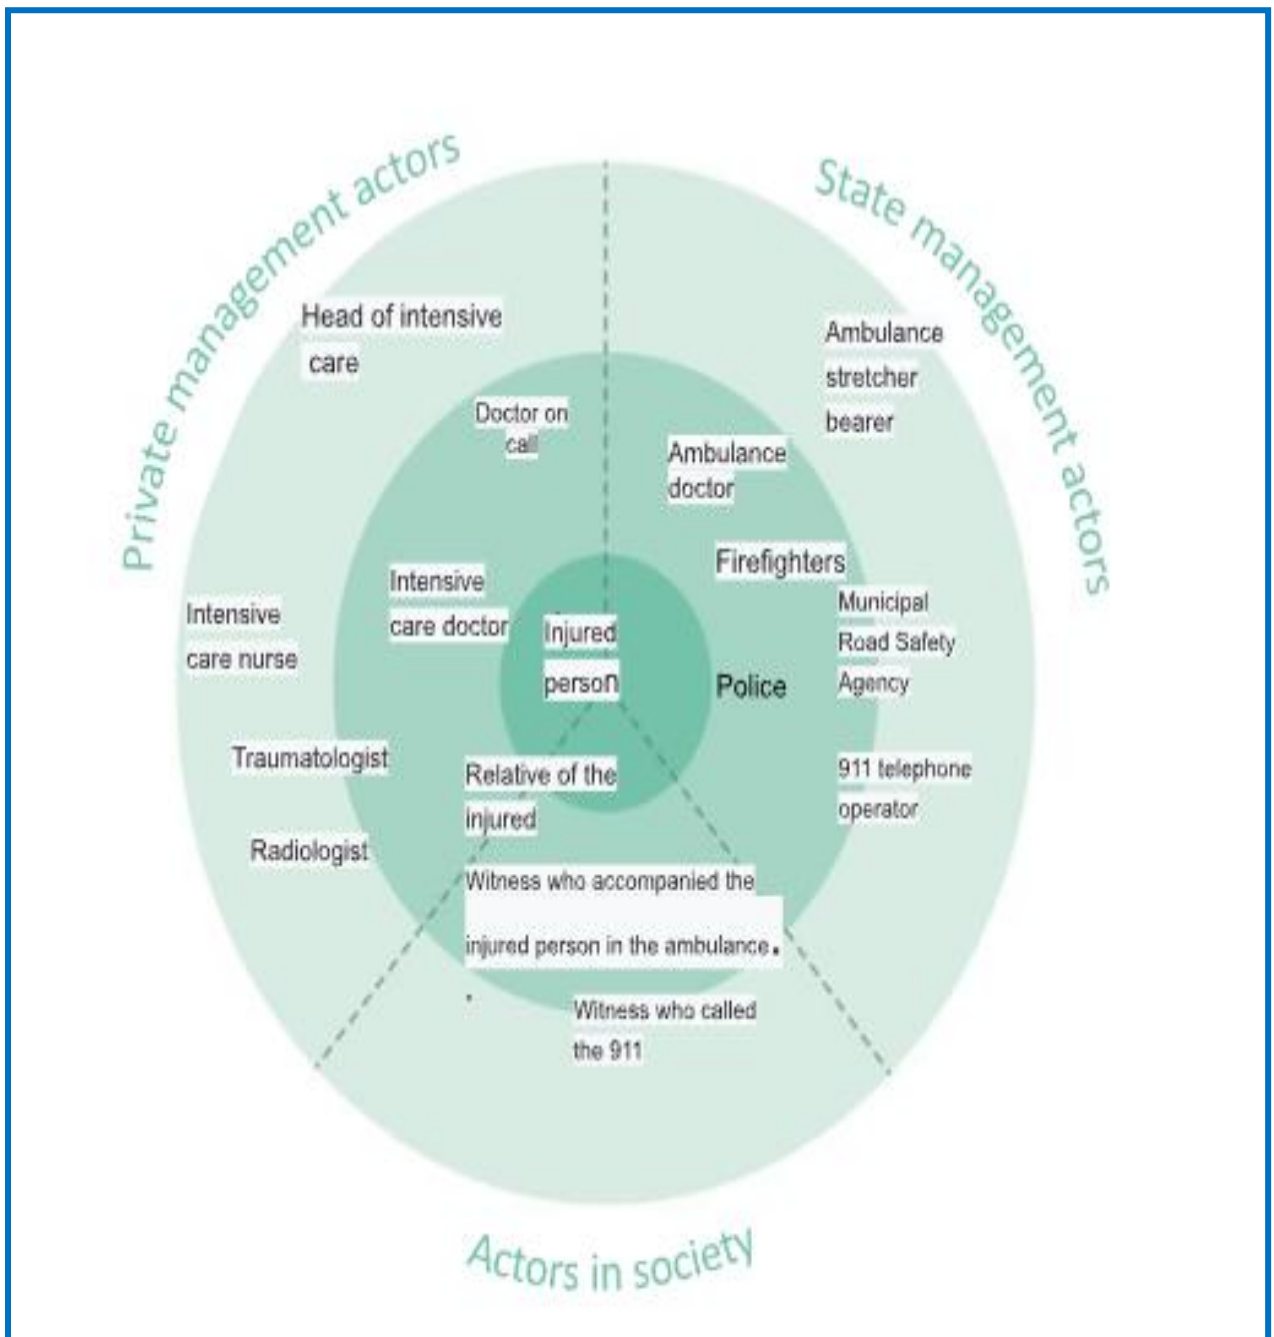 Private management actors
State management actors
Head of intensive
care
Ambulance
stretcher
bearer
Doctor on
call
Ambulance
doctor
Firefighters
Intensive
care doctor
Injured
person
Municipal
Road Safety
Agency
Intensive
care nurse
Police
Traumatologist
Relative of the
injured
911 telephone
operator
Radiologist
Witness who accompanied the
injured person in the ambulance.
.
Witness who called
the 911
Actors in society